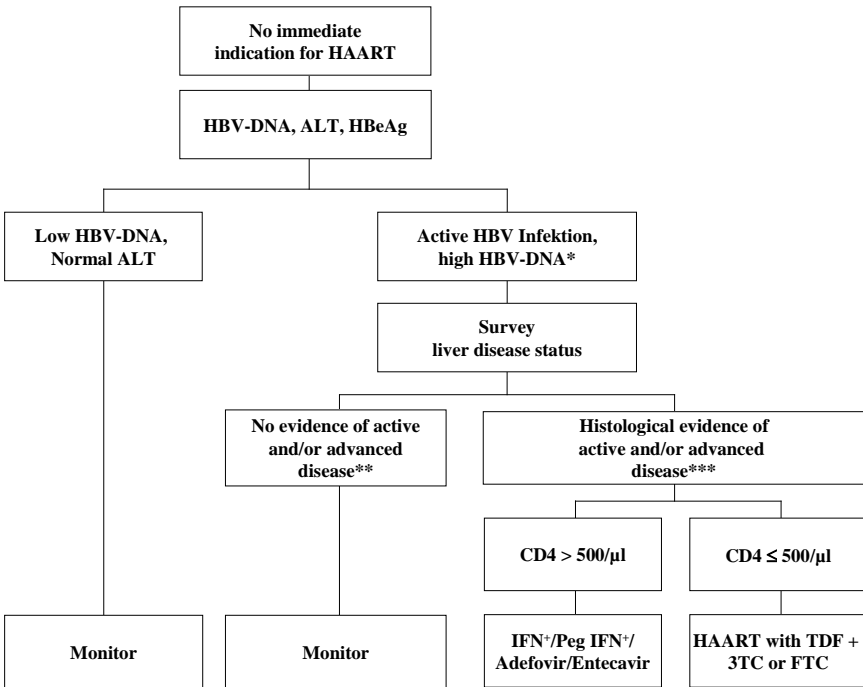 No immediate
indication for HAART
HBV-DNA, ALT, HBeAg
Low HBV-DNA,
Normal ALT
Active HBV Infektion,
high HBV-DNA*
Survey
liver disease status
No evidence of active
and/or advanced
disease**
Histological evidence of
active and/or advanced
disease***
CD4 > 500/µl
CD4 ≤ 500/µl
Monitor
Monitor
IFN⁺/Peg IFN⁺/
Adefovir/Entecavir
HAART with TDF +
3TC or FTC